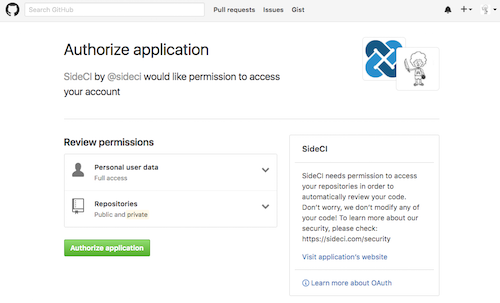 Search GitHub
Pull requests Issues Gist
Authorize application
SideCI by @sideci would like permission to access
your account
Review permissions
Personal user data
Full access
Repositories
Public and private
Authorize application
SideCI
SideCI needs permission to access
your repositories in order to
automatically review your code.
Don't worry, we don't modify any of
your code! To learn more about our
security, please check:
https://sideci.com/security
Visit application's website
Learn more about OAuth